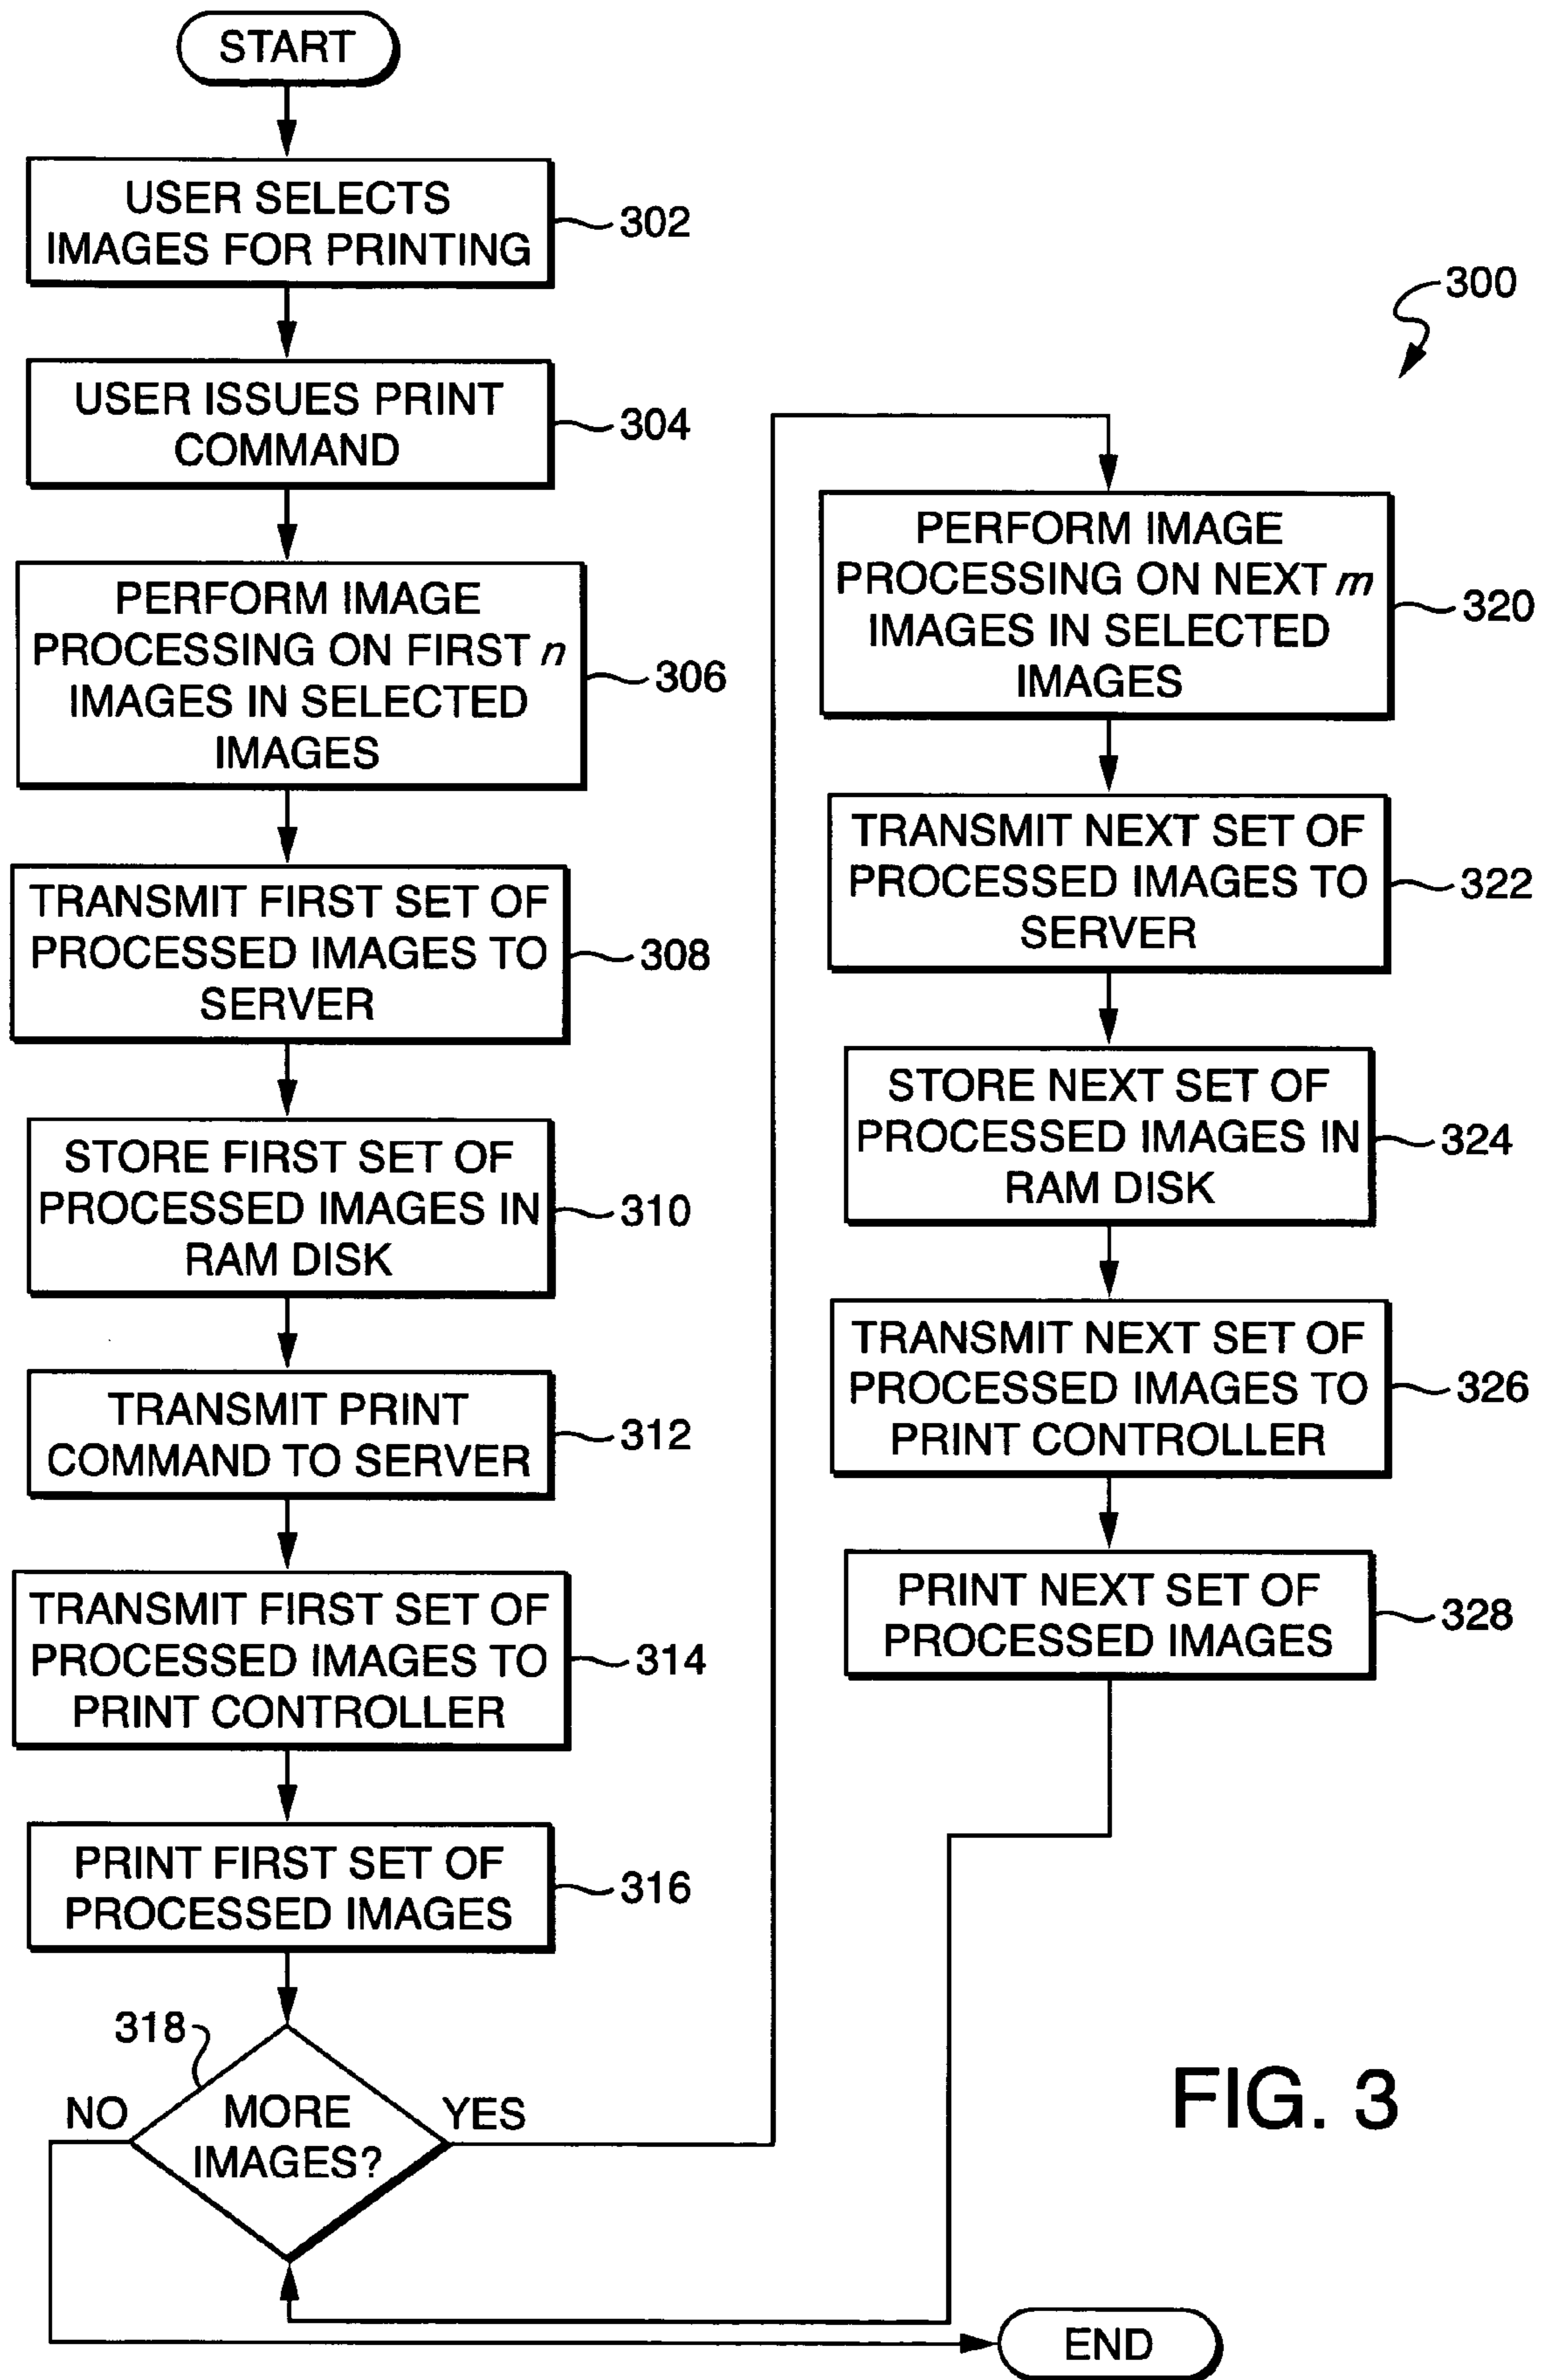 START
USER SELECTS
IMAGES FOR PRINTING
302
USER ISSUES PRINT
COMMAND
304
PERFORM IMAGE
PROCESSING ON FIRST n
IMAGES IN SELECTED
IMAGES
306
TRANSMIT FIRST SET OF
PROCESSED IMAGES TO
SERVER
308
STORE FIRST SET OF
PROCESSED IMAGES IN
RAM DISK
310
TRANSMIT PRINT
COMMAND TO SERVER
312
TRANSMIT FIRST SET OF
PROCESSED IMAGES TO
PRINT CONTROLLER
314
PRINT FIRST SET OF
PROCESSED IMAGES
316
318
NO
MORE
IMAGES?
YES
300
PERFORM IMAGE
PROCESSING ON NEXT m
IMAGES IN SELECTED
IMAGES
320
TRANSMIT NEXT SET OF
PROCESSED IMAGES TO
SERVER
322
STORE NEXT SET OF
PROCESSED IMAGES IN
RAM DISK
324
TRANSMIT NEXT SET OF
PROCESSED IMAGES TO
PRINT CONTROLLER
326
PRINT NEXT SET OF
PROCESSED IMAGES
328
FIG. 3
END